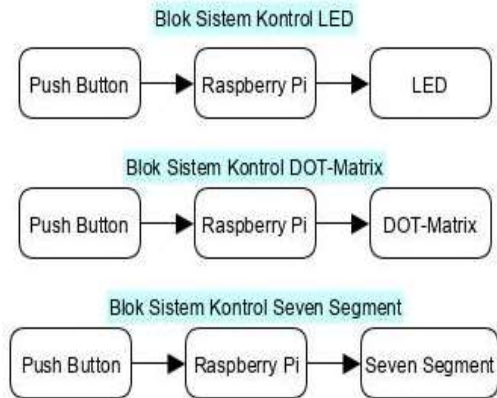 Blok Sistem Kontrol LED
Push Button
Raspberry Pi
LED
Blok Sistem Kontrol DOT-Matrix
Push Button
Raspberry Pi
DOT-Matrix
Blok Sistem Kontrol Seven Segment
Push Button
Raspberry Pi
Seven Segment